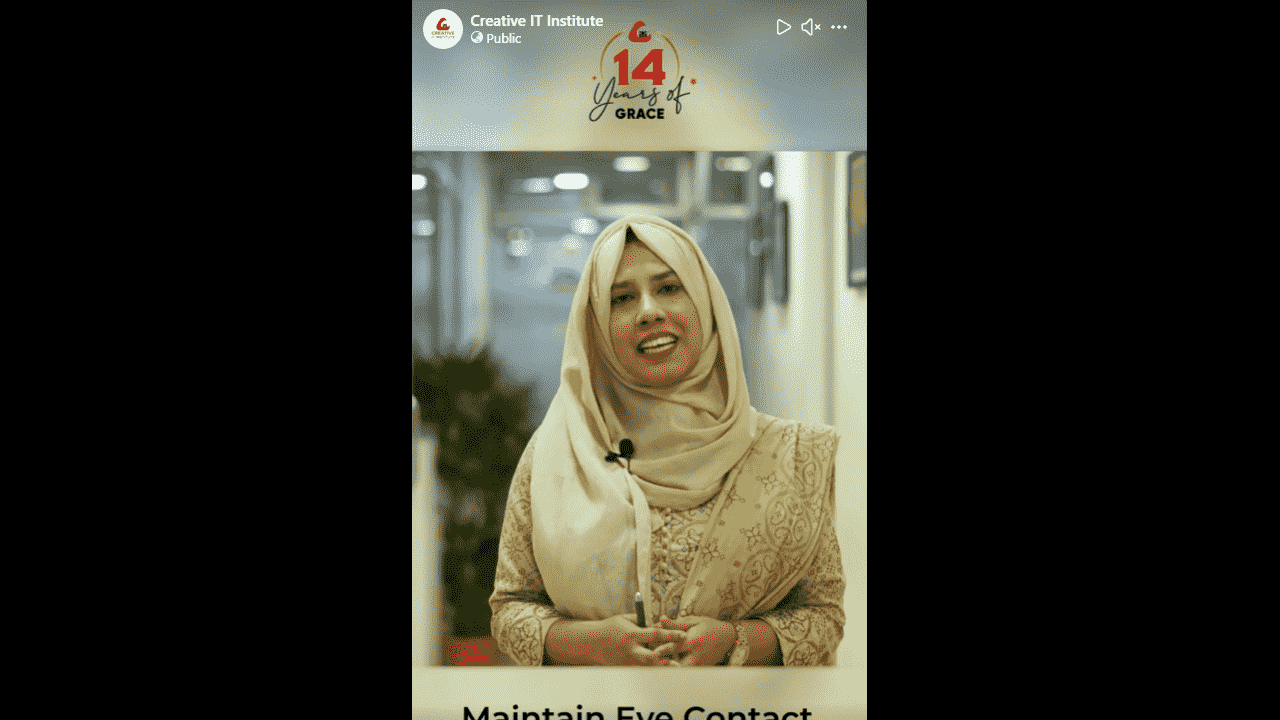 Creative IT Institute
Public
14
Years of
GRACE
Maintain Eye Contact